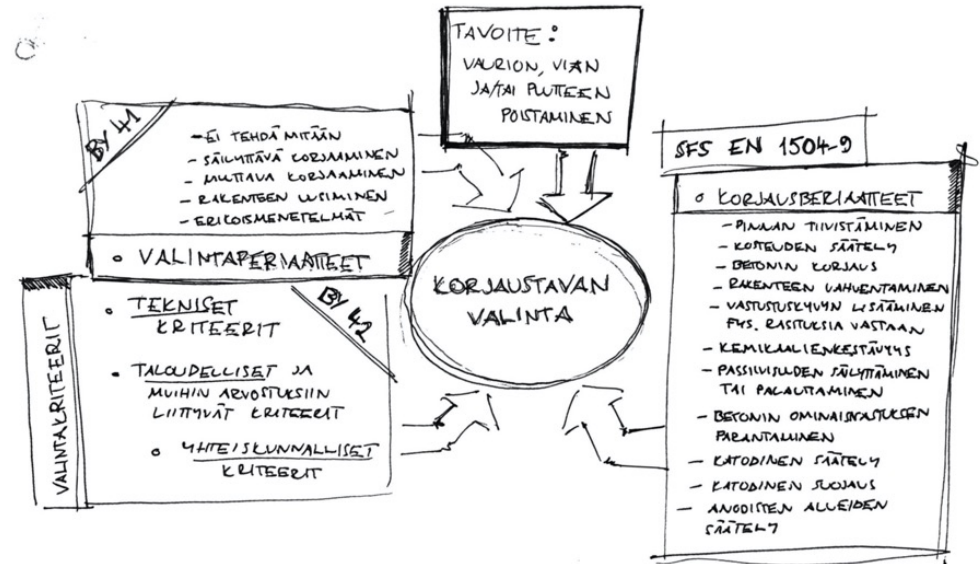 TAVOITE:
VAURION, VIAN
JA/TAI PUTTEEN
POISTAMINEN
BY 41
- EI TEHDÄ MITÄÄN
- SÄILYTTÄVÄ KORJAAMINEN
- MUUTTAVA KORJAAMINEN
- RAKENTEEN UUSIMINEN
- ERIKOISMENETELMÄT
• VALINTAPERIAATTEET
VALINTAKRITEERIT
BY 42
• TEKNISET
KRITEERIT
• TALOUDELLISET JA
MUIHIN ARVOSTUKSIIN
LIITTYVÄT KRITEERIT
• YHTEISKUNNALLISET
KRITEERIT
KORJAUSTAVAN
VALINTA
SFS EN 1504-9
• KORJAUSPERIAATTEET
- PINNAN TIIVISTÄMINEN
- KOSTEUDEN SÄÄTELY
- BETONIN KORJAUS
- RAKENTEEN VAHVENTAMINEN
- VASTUSTUSKYVYN LISÄÄMINEN
FYS. RASITUKSIA VASTAAN
- KEMIKAALIENKESTÄVYYS
- PASSIIVISUUDEN SÄILYTTÄMINEN
TAI PALAUTTAMINEN
- BETONIN OMINAISVASTUKSEN
PARANTAMINEN
- KATODINEN SÄÄTELY
- KATODINEN SUOJAUS
- ANODISTEN ALUEIDEN
SÄÄTELY